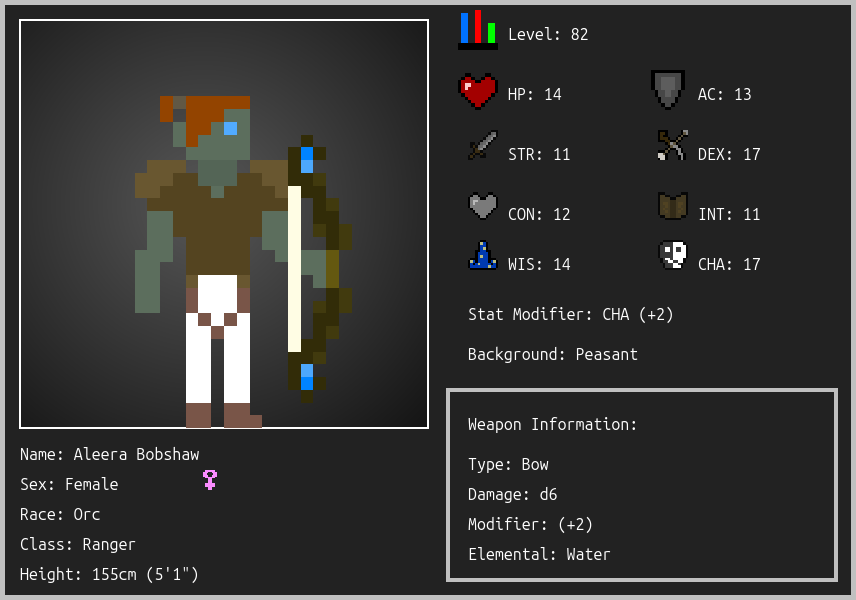 Level: 82
HP: 14
AC: 13
STR: 11
DEX: 17
CON: 12
INT: 11
WIS: 14
CHA: 17
Stat Modifier: CHA (+2)
Background: Peasant
Weapon Information:
Type: Bow
Damage: d6
Modifier: (+2)
Elemental: Water
Name: Aleera Bobshaw
Sex: Female
Race: Orc
Class: Ranger
Height: 155cm (5'1")